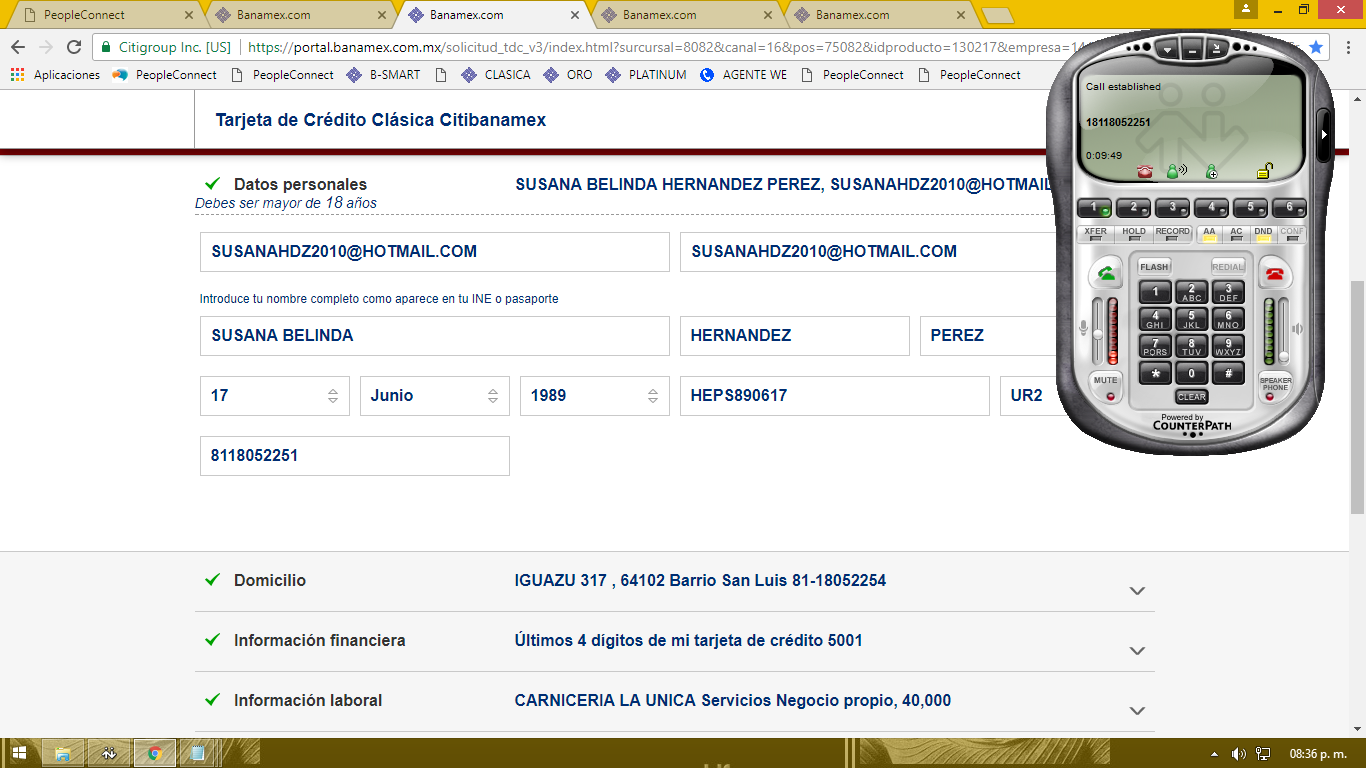 PeopleConnect
Banamex.com
Banamex.com
Banamex.com
Banamex.com
Citigroup Inc. [US]
https://portal.banamex.com.mx/solicitud_tdc_v3/index.html?surcursal=8082&canal=16&pos=75082&idproducto=130217&empresa=14
Aplicaciones PeopleConnect PeopleConnect B-SMART CLASICA ORO PLATINUM AGENTE WE PeopleConnect PeopleConnect
Tarjeta de Crédito Clásica Citibanamex
Datos personales
SUSANA BELINDA HERNANDEZ PEREZ, SUSANAHDZ2010@HOTMAIL
Debes ser mayor de 18 años
SUSANAHDZ2010@HOTMAIL.COM SUSANAHDZ2010@HOTMAIL.COM
Introduce tu nombre completo como aparece en tu INE o pasaporte
SUSANA BELINDA HERNANDEZ PEREZ
17 Junio 1989 HEPS890617 UR2
8118052251
Domicilio IGUAZU 317 , 64102 Barrio San Luis 81-18052254
Información financiera Últimos 4 dígitos de mi tarjeta de crédito 5001
Información laboral CARNICERIA LA UNICA Servicios Negocio propio, 40,000
Call established
18118052251
0:09:49
1 2 3 4 5 6
XFER HOLD RECORD AA AC DND CONF
FLASH REDIAL
1 2 ABC 3 DEF
4 GHI 5 JKL 6 MNO
7 PQRS 8 TUV 9 WXYZ
* 0 #
MUTE
SPEAKER PHONE
CLEAR
Powered by
COUNTERPATH
08:36 p. m.